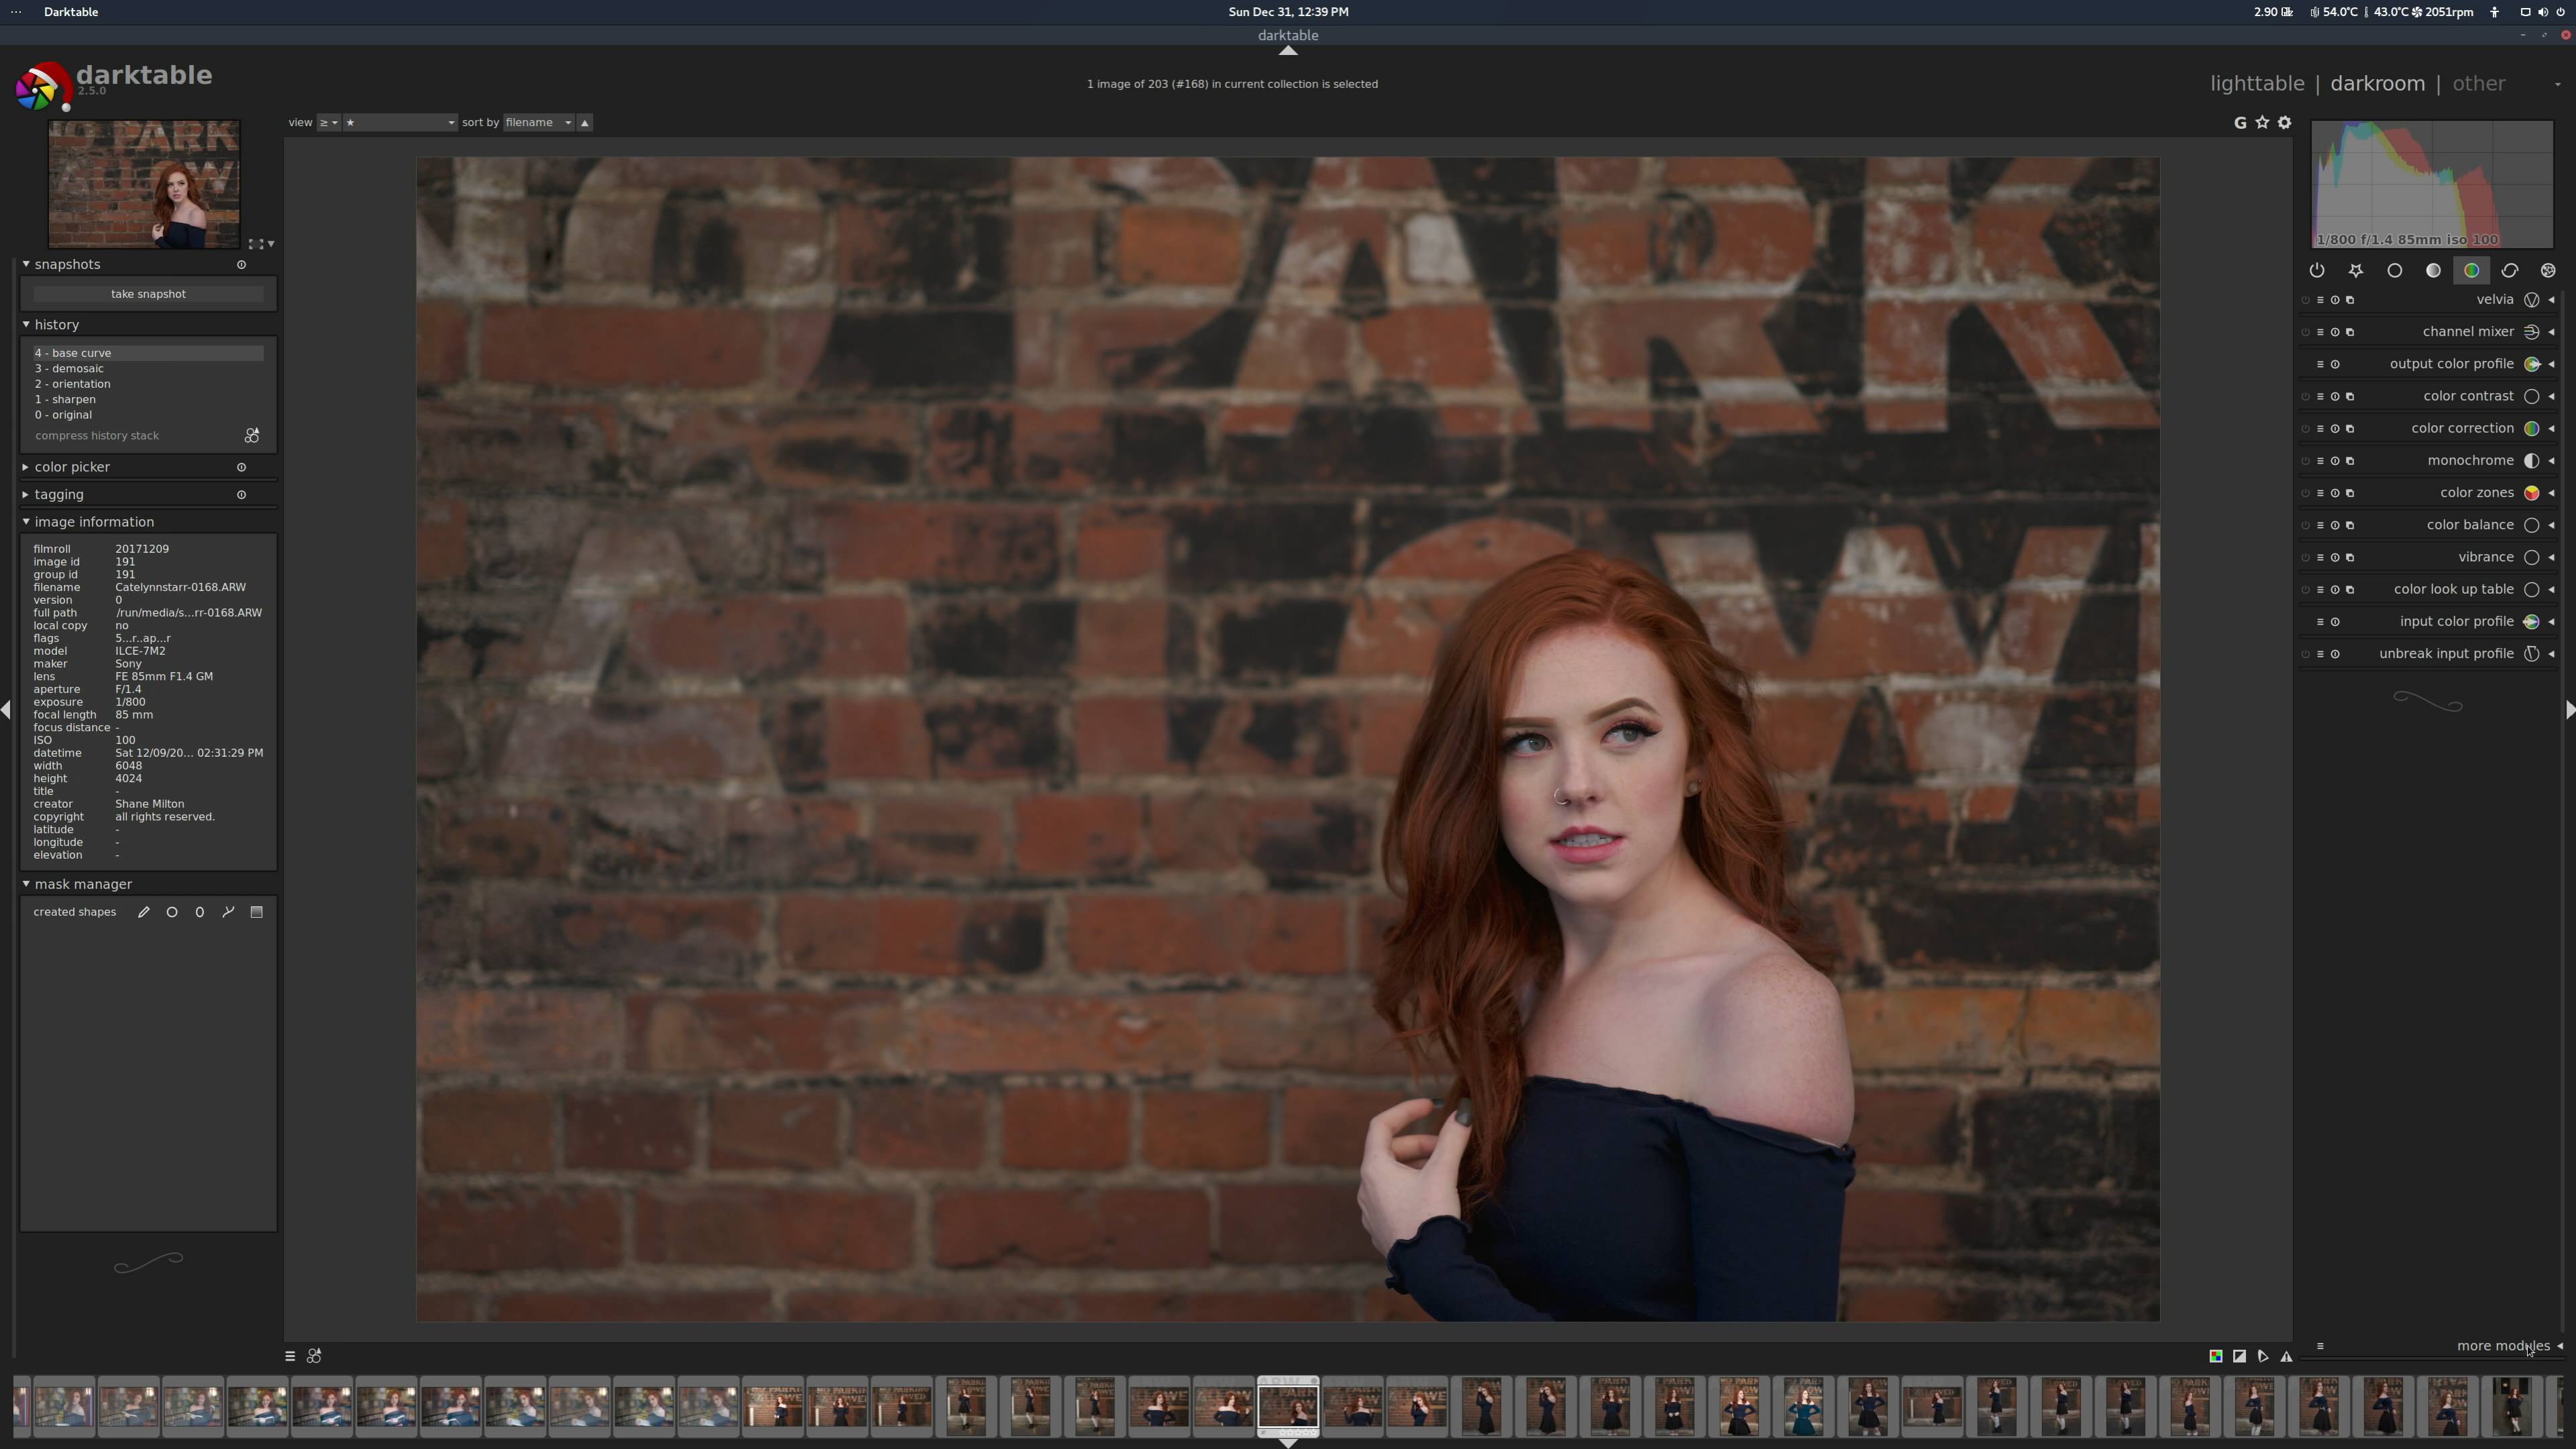 Darktable
Sun Dec 31, 12:39 PM
2.90
54.0°C
43.0°C
2051rpm
darktable
darktable
2.5.0
1 image of 203 (#168) in current collection is selected
lighttable | darkroom | other
view ≥ ★ sort by filename
G
snapshots
take snapshot
history
4 - base curve
3 - demosaic
2 - orientation
1 - sharpen
0 - original
compress history stack
color picker
tagging
image information
filmroll 20171209
image id 191
group id 191
filename Catelynnstarr-0168.ARW
version 0
full path /run/media/s...rr-0168.ARW
local copy no
flags 5...r..ap...r
model ILCE-7M2
maker Sony
lens FE 85mm F1.4 GM
aperture F/1.4
exposure 1/800
focal length 85 mm
focus distance -
ISO 100
datetime Sat 12/09/20... 02:31:29 PM
width 6048
height 4024
title -
creator Shane Milton
copyright all rights reserved.
latitude -
longitude -
elevation -
mask manager
created shapes
NO PARK
ALLOW
1/800 f/1.4 85mm iso 100
velvia
channel mixer
output color profile
color contrast
color correction
monochrome
color zones
color balance
vibrance
color look up table
input color profile
unbreak input profile
more modules